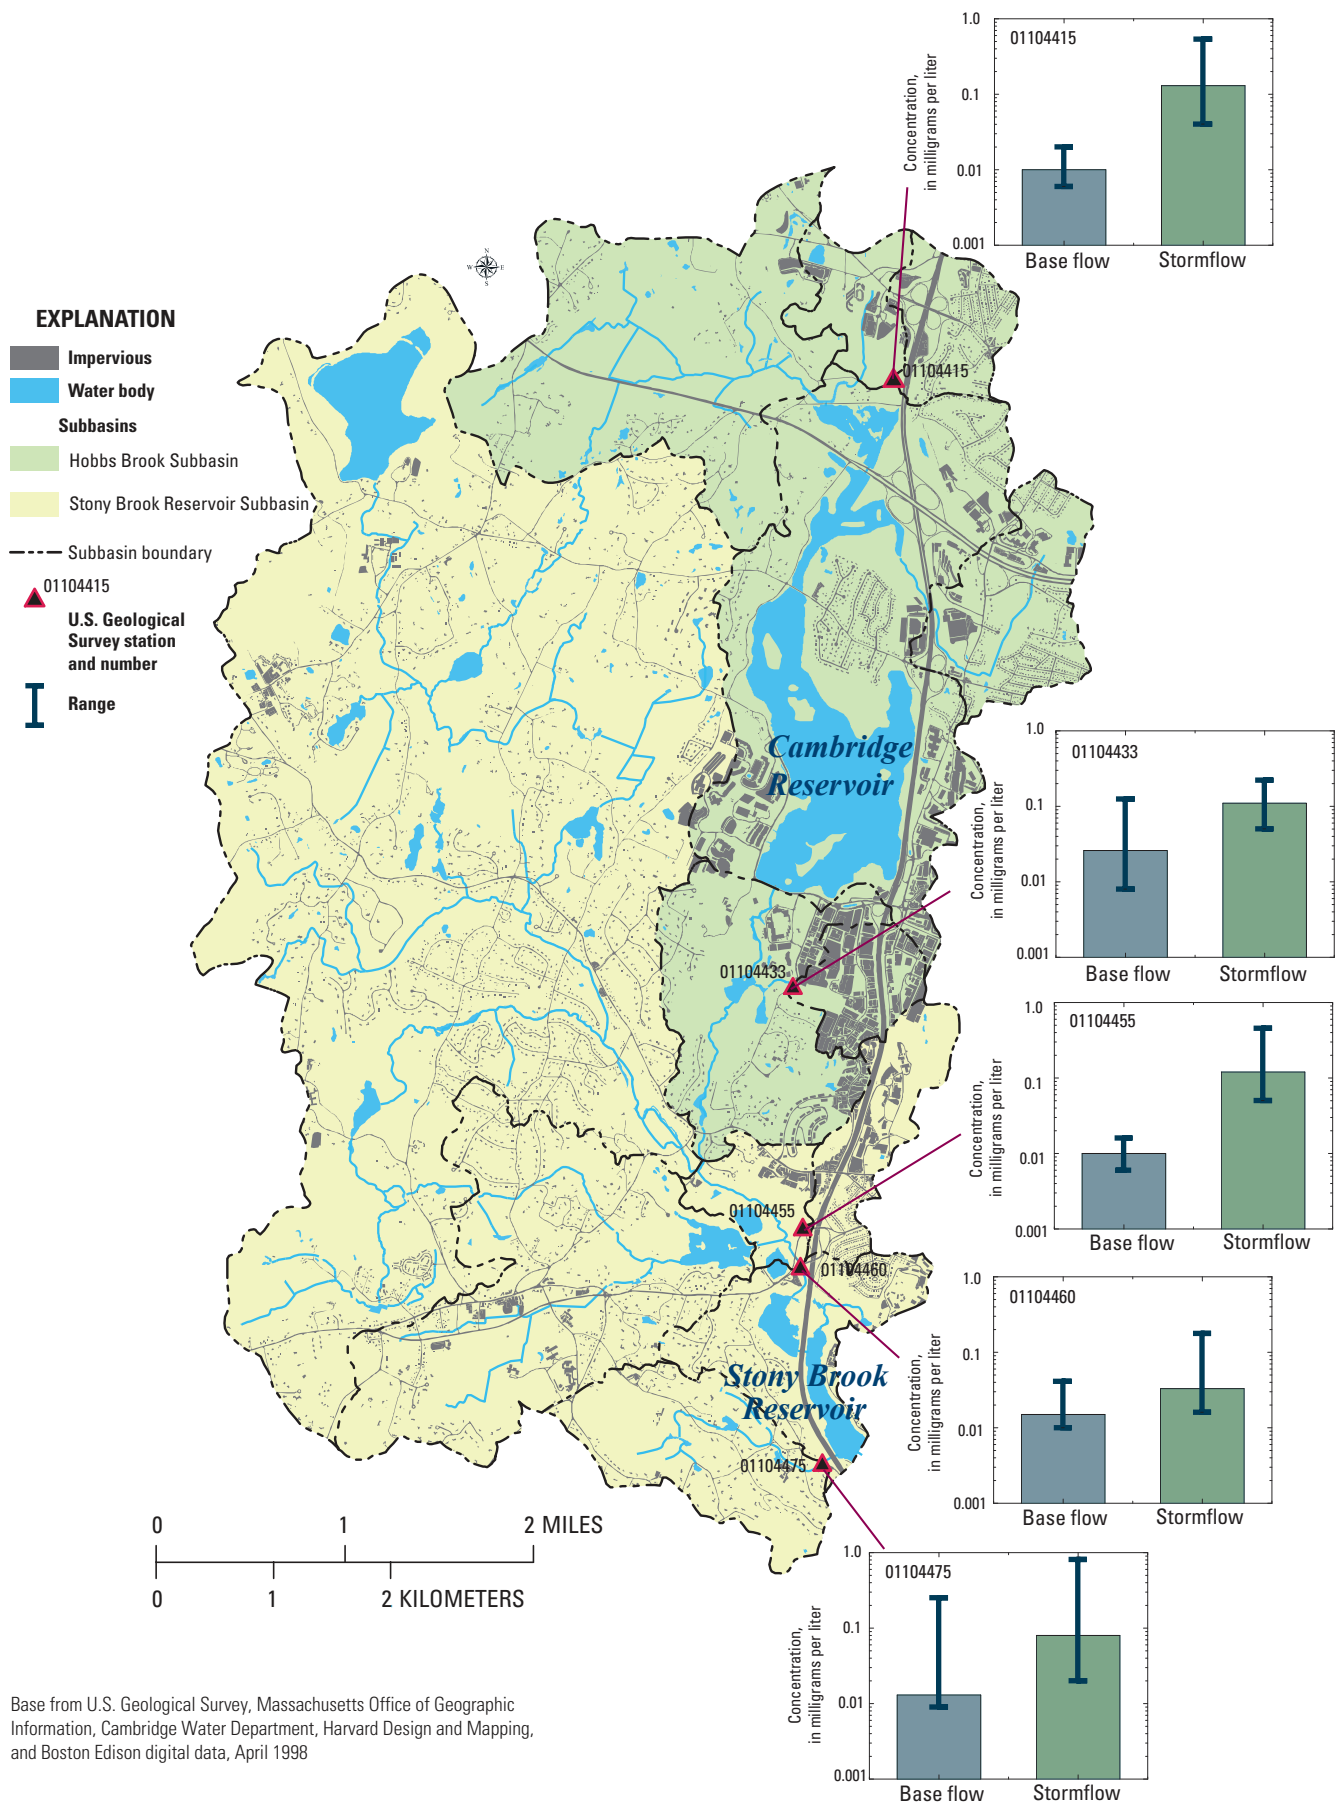 1.0
01104415
0.1
0.01
0.001
Concentration,
in milligrams per liter
Base flow
Stormflow
N
W
E
S
EXPLANATION
Impervious
Water body
Subbasins
Hobbs Brook Subbasin
Stony Brook Reservoir Subbasin
Subbasin boundary
01104415
U.S. Geological
Survey station
and number
Range
01104415
Cambridge
Reservoir
01104433
01104455
01104460
Stony Brook
Reservoir
01104475
1.0
01104433
0.1
0.01
0.001
Concentration,
in milligrams per liter
Base flow
Stormflow
1.0
01104455
0.1
0.01
0.001
Concentration,
in milligrams per liter
Base flow
Stormflow
1.0
01104460
0.1
0.01
0.001
Concentration,
in milligrams per liter
Base flow
Stormflow
1.0
01104475
0.1
0.01
0.001
Concentration,
in milligrams per liter
Base flow
Stormflow
0 1 2 MILES
0 1 2 KILOMETERS
Base from U.S. Geological Survey, Massachusetts Office of Geographic
Information, Cambridge Water Department, Harvard Design and Mapping,
and Boston Edison digital data, April 1998